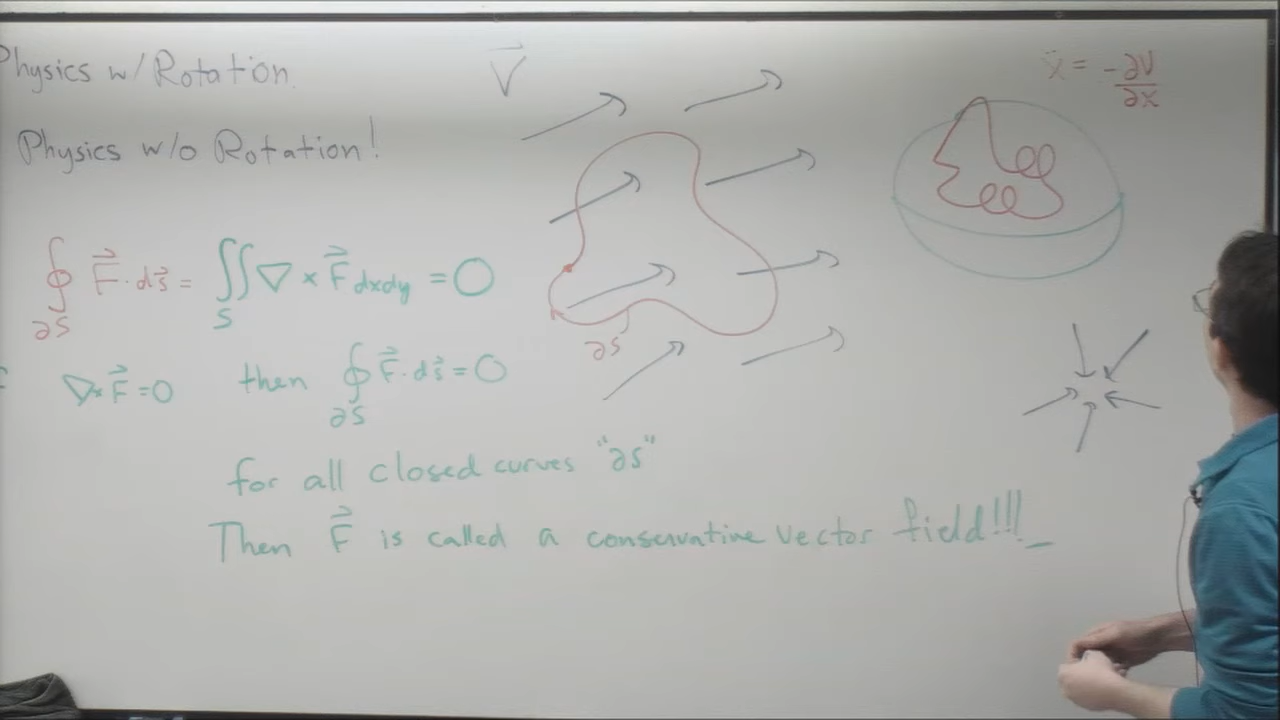 Physics w/ Rotation
Physics w/o Rotation!
V⃗
ẍ = -∂V/∂x
∮_∂S F⃗·ds⃗ = ∬_S ∇ × F⃗ dxdy = 0
∇×F⃗ = 0 then ∮_∂S F⃗·ds⃗ = 0
∂S
for all closed curves "∂S"
Then F⃗ is called a conservative vector field!!!